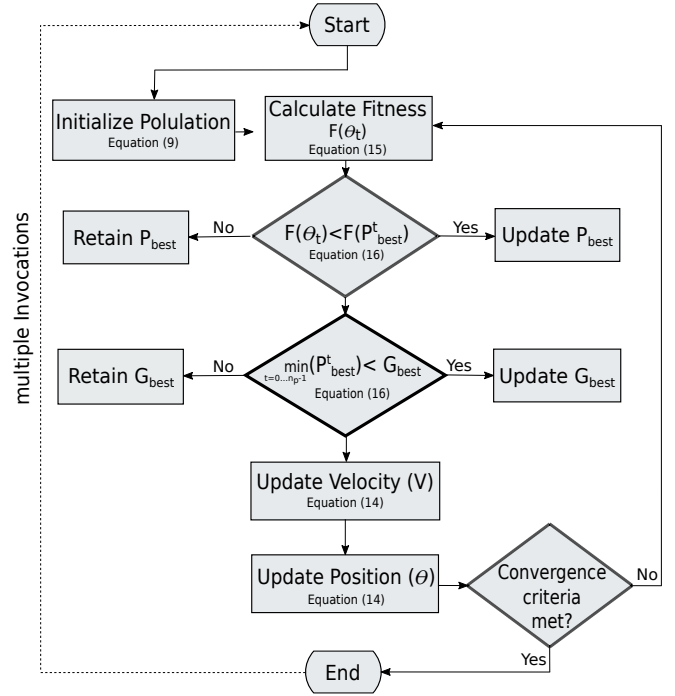 Start
Initialize Polulation
Equation (9)
Calculate Fitness
F(θt)
Equation (15)
Retain Pbest
No
F(θt)<F(Ptbest)
Equation (16)
Yes
Update Pbest
multiple Invocations
Retain Gbest
No
min(Ptbest)< Gbest
t=0...np-1
Equation (16)
Yes
Update Gbest
Update Velocity (V)
Equation (14)
Update Position (θ)
Equation (14)
Convergence
criteria
met?
No
Yes
End